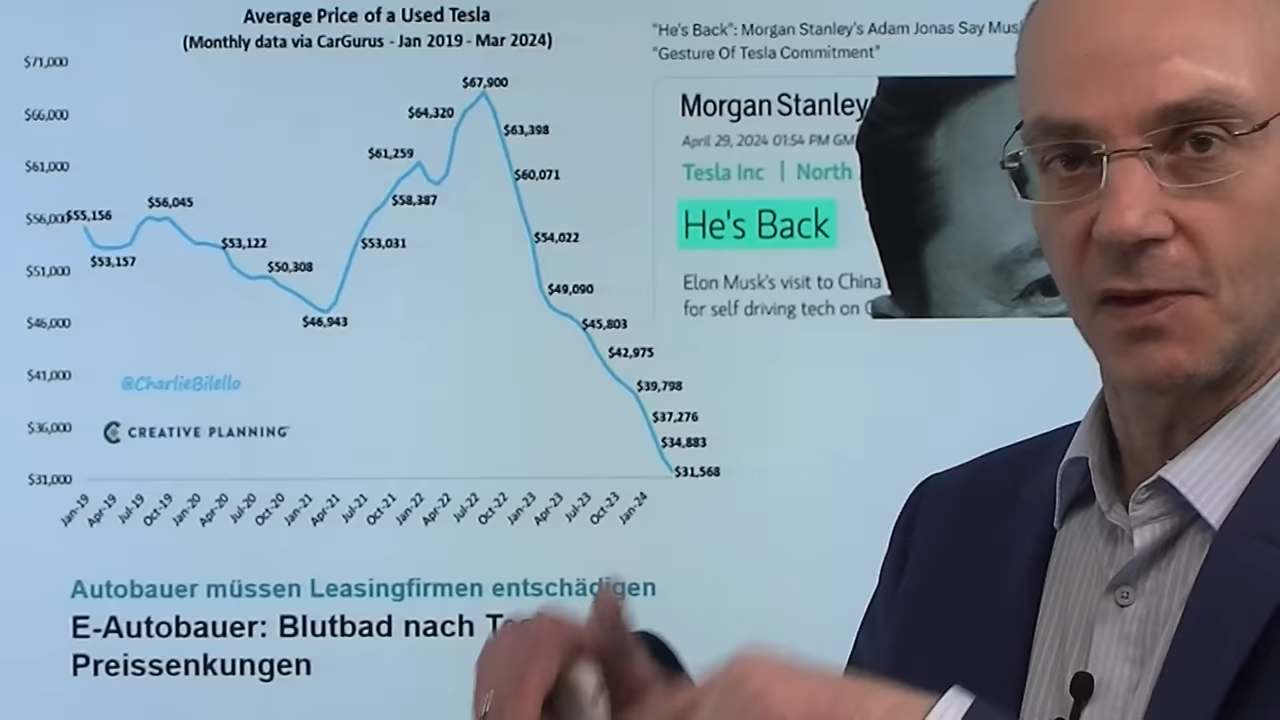 Average Price of a Used Tesla
(Monthly data via CarGurus - Jan 2019 - Mar 2024)
$71,000
$66,000
$61,000
$56,000
$51,000
$46,000
$41,000
$36,000
$31,000
$55,156
$53,157
$56,045
$53,122
$50,308
$46,943
$53,031
$61,259
$58,387
$64,320
$67,900
$63,398
$60,071
$54,022
$49,090
$45,803
$42,975
$39,798
$37,276
$34,883
$31,568
@CharlieBilello
CREATIVE PLANNING
Jan-19
Apr-19
Jul-19
Oct-19
Jan-20
Apr-20
Jul-20
Oct-20
Jan-21
Apr-21
Jul-21
Oct-21
Jan-22
Apr-22
Jul-22
Oct-22
Jan-23
Apr-23
Jul-23
Oct-23
Jan-24
"He's Back": Morgan Stanley's Adam Jonas Say
"Gesture Of Tesla Commitment"
Morgan Stanley
April 29, 2024 01:54 PM
Tesla Inc | North
He's Back
Elon Musk's visit to China
for self driving tech on
Autobauer müssen Leasingfirmen entschädigen
E-Autobauer: Blutbad nach
Preissenkungen